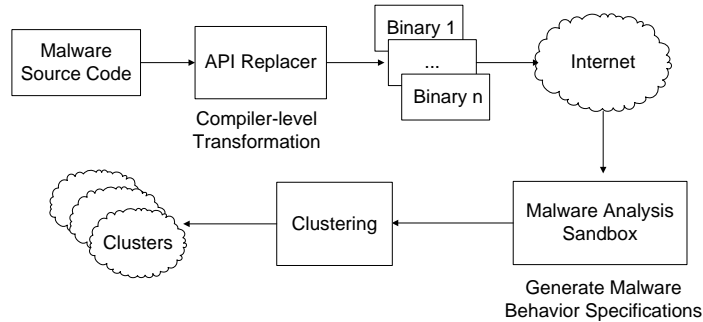 Malware
Source Code
API Replacer
Compiler-level
Transformation
Binary 1
...
Binary n
Internet
Malware Analysis
Sandbox
Generate Malware
Behavior Specifications
Clustering
Clusters